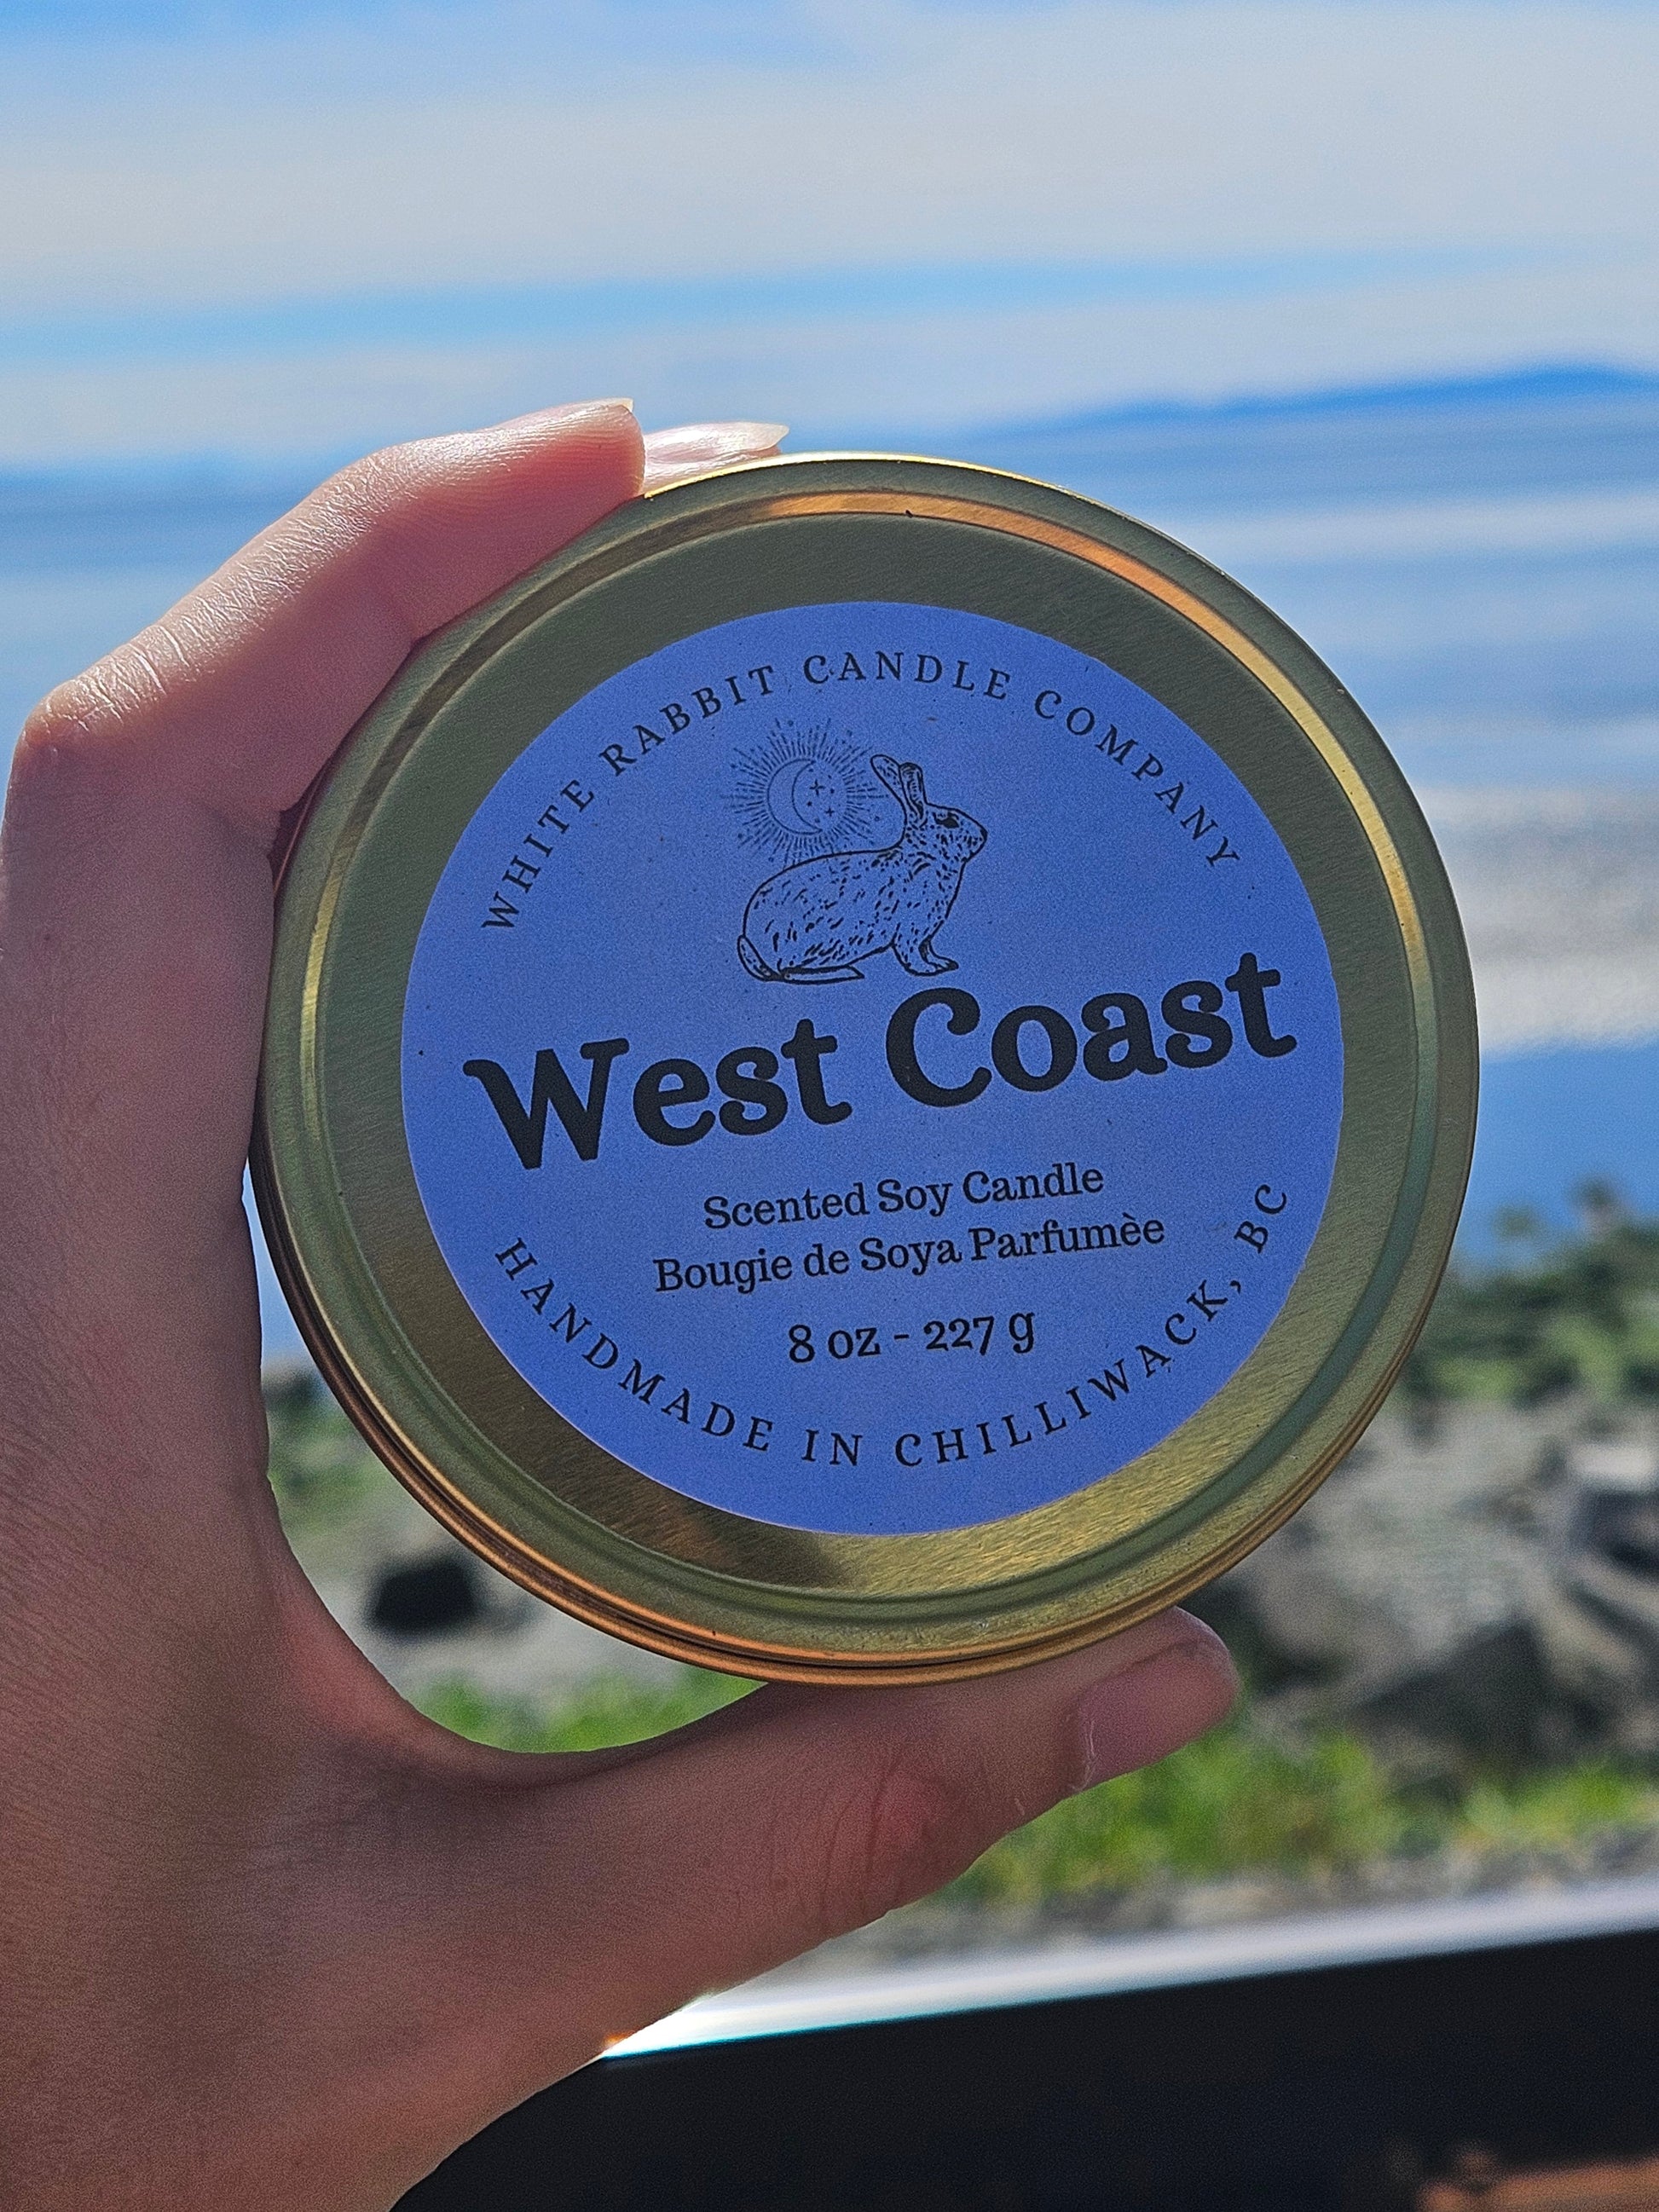 WHITE RABBIT CANDLE COMPANY
West Coast
Scented Soy Candle
Bougie de Soya Parfumèe
8 oz - 227 g
HANDMADE IN CHILLIWACK, BC